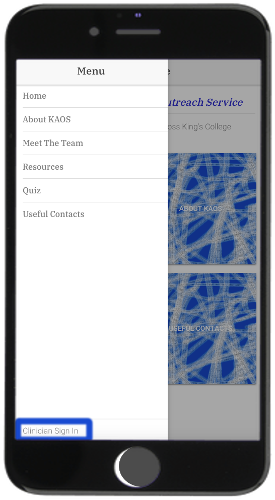 Menu
e
utreach Service
oss King's College
Home
About KAOS
Meet The Team
Resources
Quiz
Useful Contacts
ABOUT KAOS
USEFUL CONTACTS
Clinician Sign In